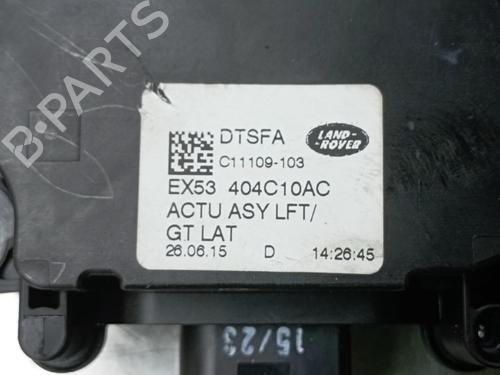 B-PARTS
DTSFA
LAND-
ROVER
C11109-103
EX53 404C10AC
ACTU ASY LFT/
GT LAT
26.06.15 D 14:26:45
15/23